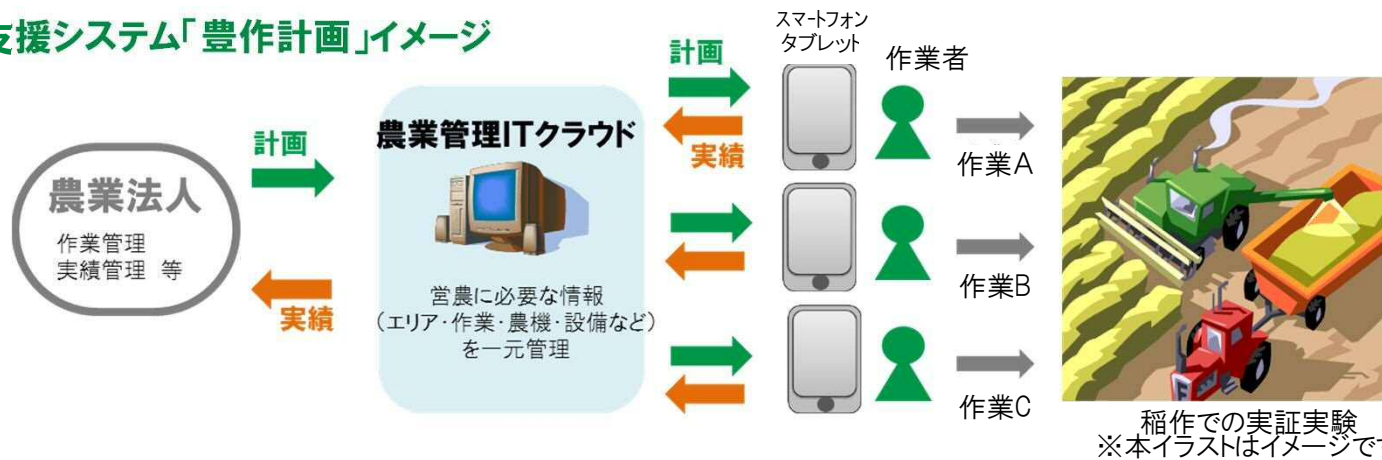 支援システム「豊作計画」イメージ
農業法人
作業管理
実績管理 等
計画
実績
農業管理ITクラウド
営農に必要な情報
(エリア・作業・農機・設備など)
を一元管理
計画
実績
スマートフォン
タブレット
作業者
作業A
作業B
作業C
稲作での実証実験
※本イラストはイメージです